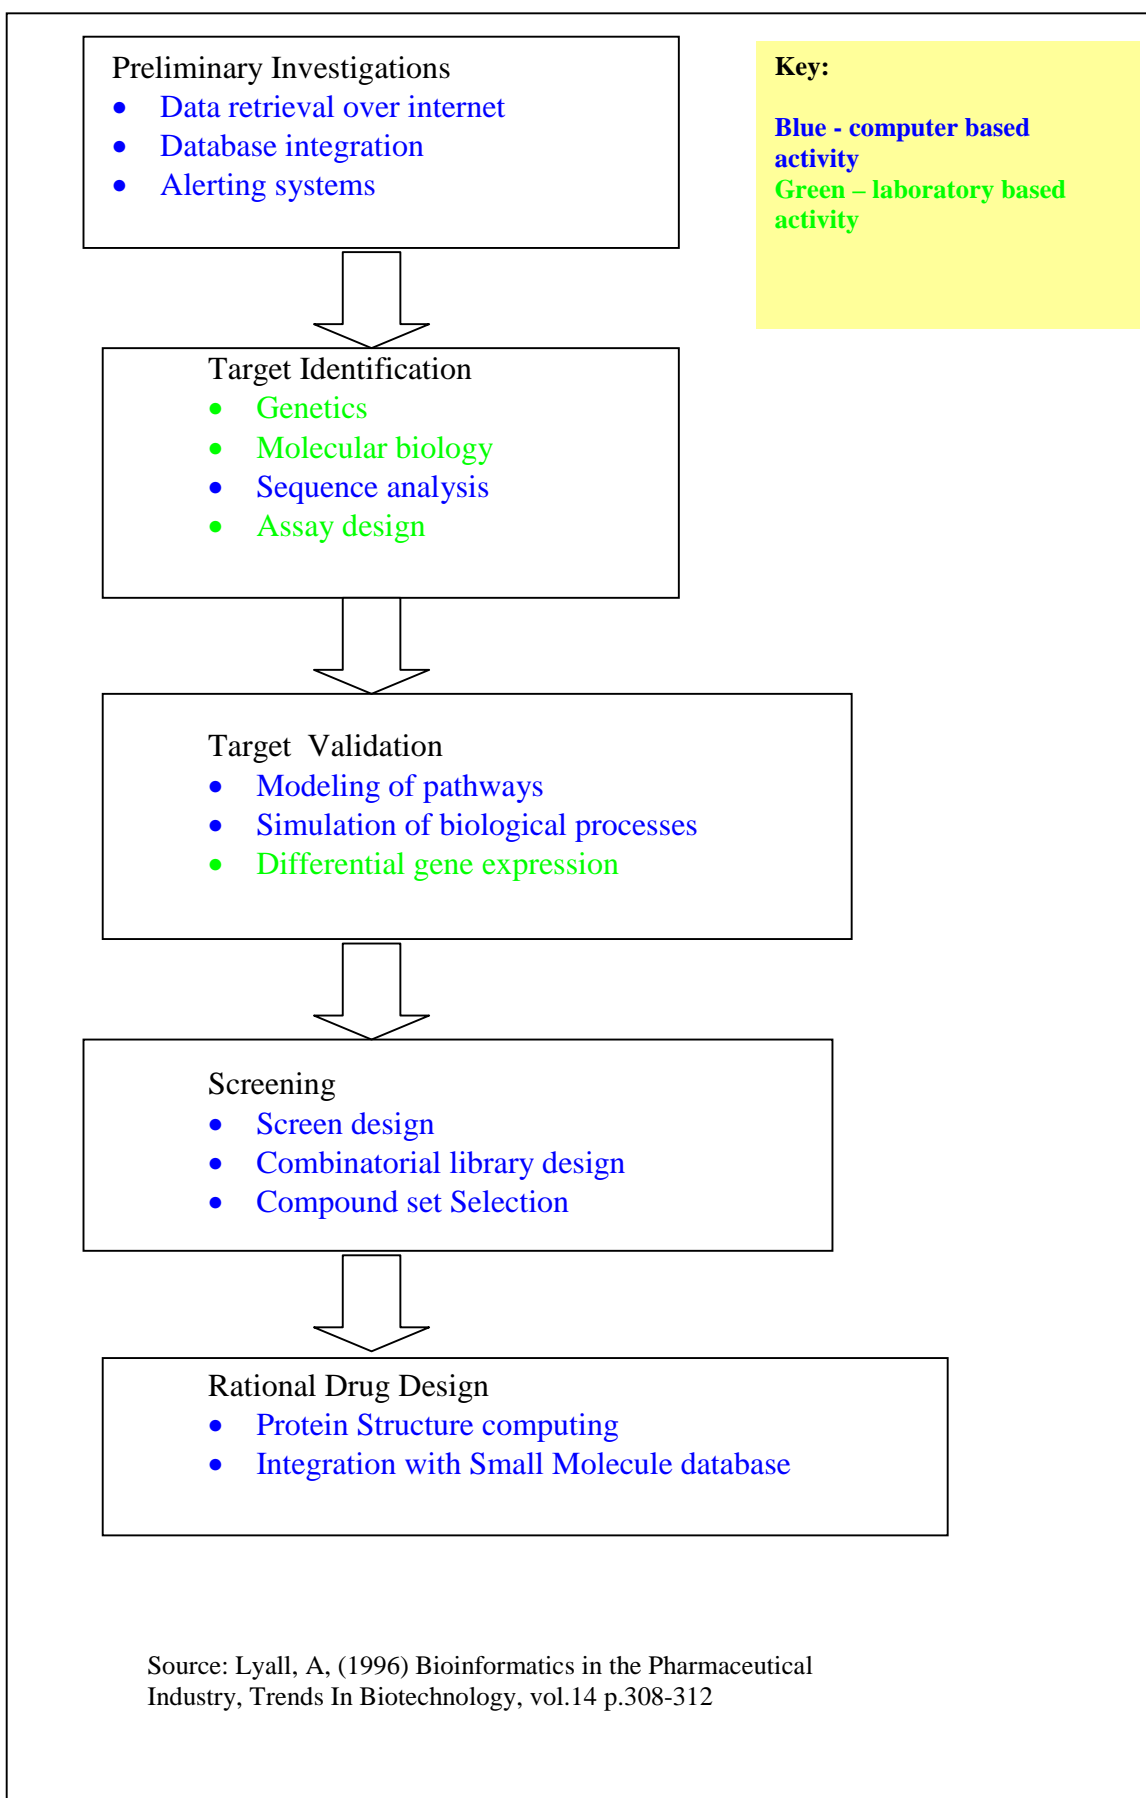 Preliminary Investigations
• Data retrieval over internet
• Database integration
• Alerting systems
Key:
Blue - computer based
activity
Green – laboratory based
activity
Target Identification
• Genetics
• Molecular biology
• Sequence analysis
• Assay design
Target  Validation
• Modeling of pathways
• Simulation of biological processes
• Differential gene expression
Screening
• Screen design
• Combinatorial library design
• Compound set Selection
Rational Drug Design
• Protein Structure computing
• Integration with Small Molecule database
Source: Lyall, A, (1996) Bioinformatics in the Pharmaceutical
Industry, Trends In Biotechnology, vol.14 p.308-312